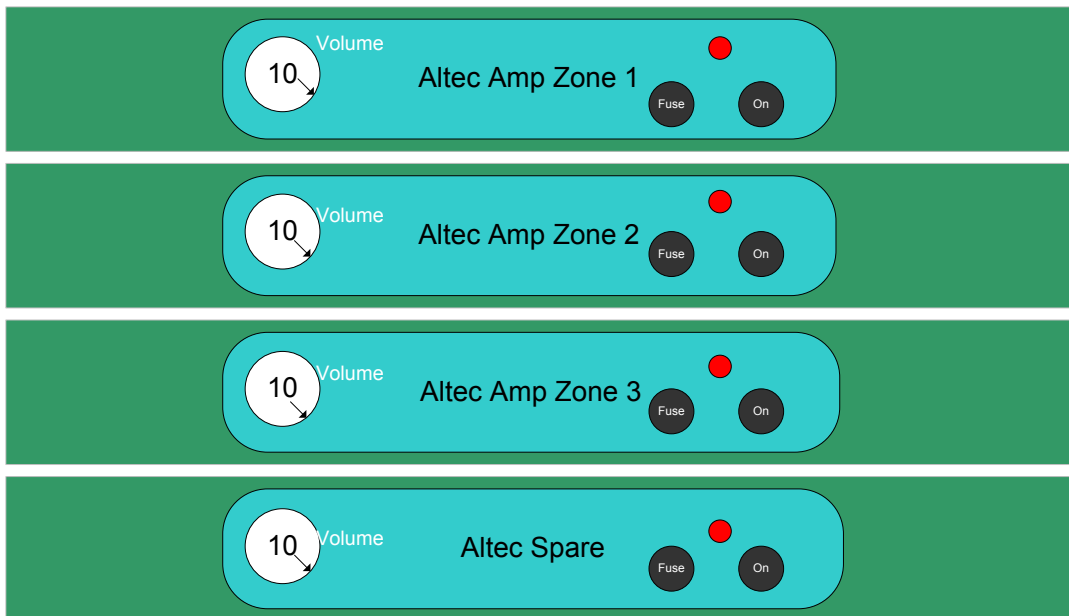 Volume
10
Altec Amp Zone 1
Fuse
On
Volume
10
Altec Amp Zone 2
Fuse
On
Volume
10
Altec Amp Zone 3
Fuse
On
Volume
10
Altec Spare
Fuse
On